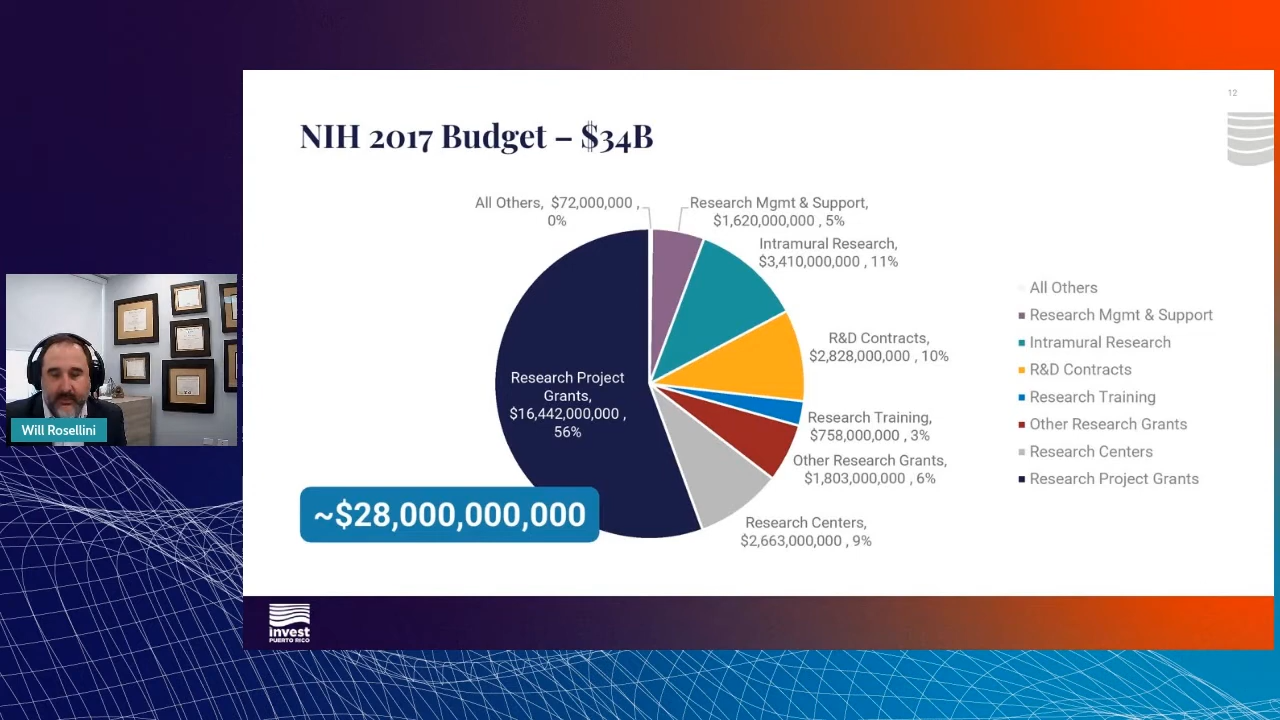 12
NIH 2017 Budget – $34B
All Others, $72,000,000 ,
0%
Research Mgmt & Support,
$1,620,000,000 , 5%
Intramural Research,
$3,410,000,000 , 11%
R&D Contracts,
$2,828,000,000 , 10%
Research Training,
$758,000,000 , 3%
Other Research Grants,
$1,803,000,000 , 6%
Research Centers,
$2,663,000,000 , 9%
Research Project
Grants,
$16,442,000,000 ,
56%
~$28,000,000,000
All Others
Research Mgmt & Support
Intramural Research
R&D Contracts
Research Training
Other Research Grants
Research Centers
Research Project Grants
Will Rosellini
invest
PUERTO RICO